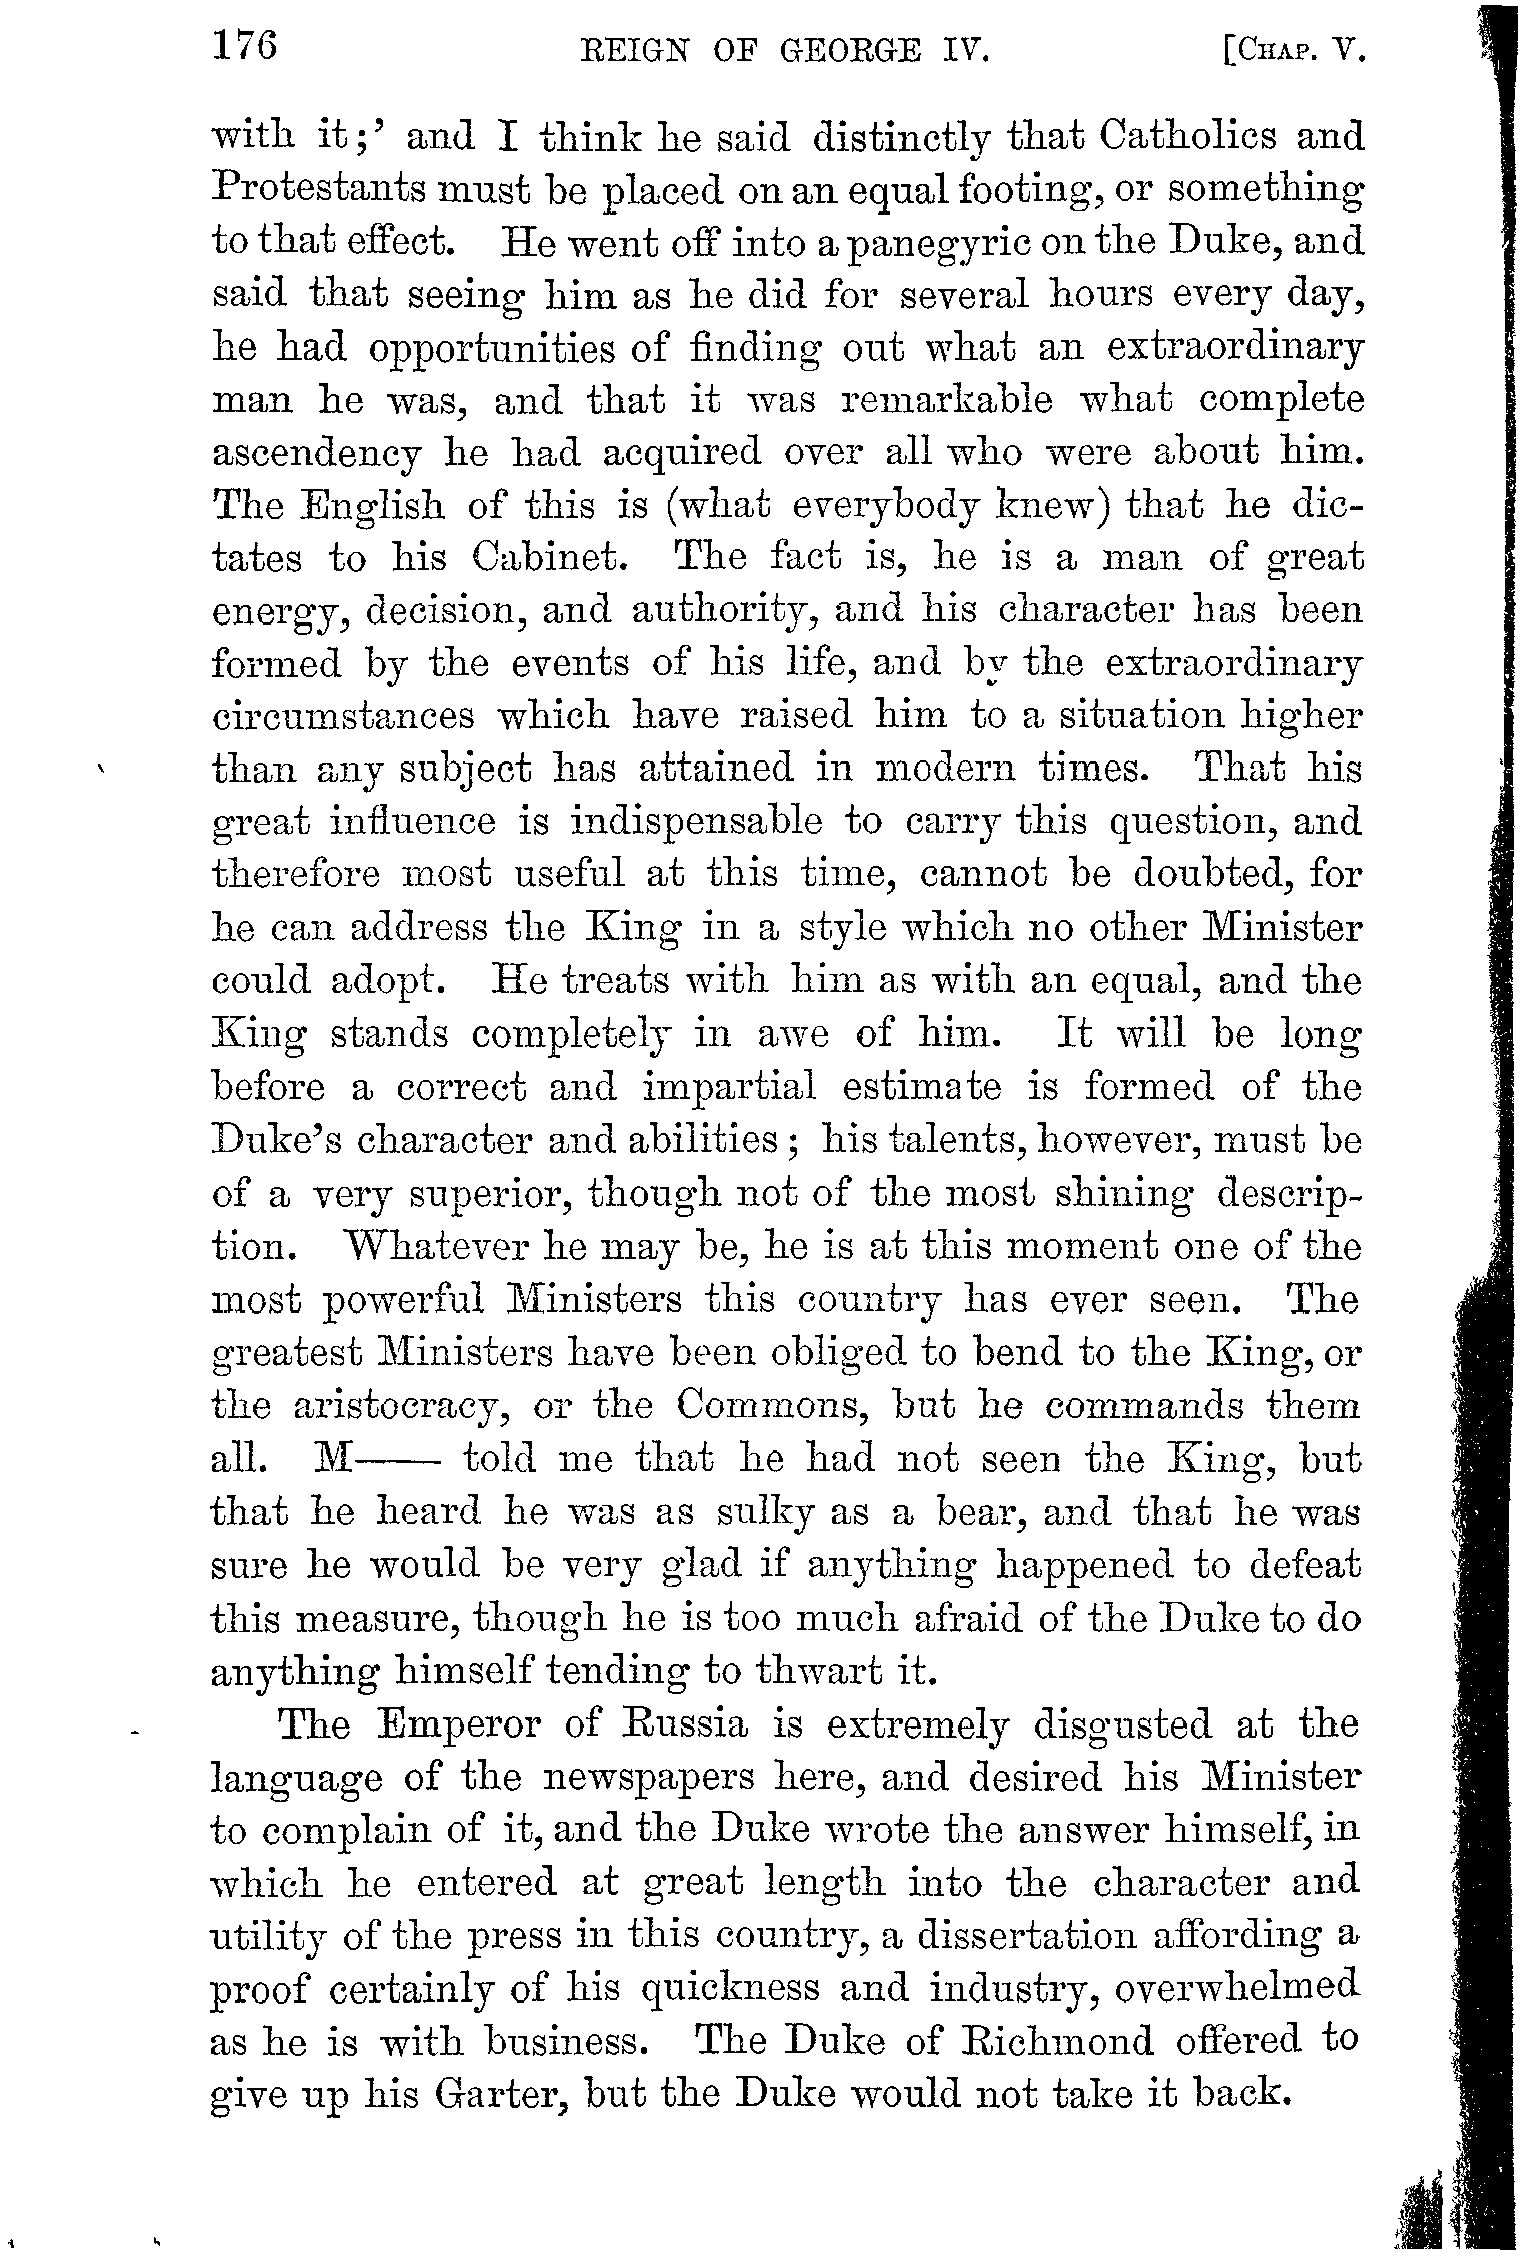 176 REIGN OF GEORGE IV. [CHAP. V.
with it;' and I think he said distinctly that Catholics and
Protestants must be placed on an equal footing, or something
to that effect. He went off into a panegyric on the Duke, and
said that seeing him as he did for several hours every day,
he had opportunities of finding out what an extraordinary
man he was, and that it was remarkable what complete
ascendency he had acquired over all who were about him.
The English of this is (what everybody knew) that he dic-
tates to his Cabinet. The fact is, he is a man of great
energy, decision, and authority, and his character has been
formed by the events of his life, and by the extraordinary
circumstances which have raised him to a situation higher
than any subject has attained in modern times. That his
great influence is indispensable to carry this question, and
therefore most useful at this time, cannot be doubted, for
he can address the King in a style which no other Minister
could adopt. He treats with him as with an equal, and the
King stands completely in awe of him. It will be long
before a correct and impartial estimate is formed of the
Duke's character and abilities; his talents, however, must be
of a very superior, though not of the most shining descrip-
tion. Whatever he may be, he is at this moment one of the
most powerful Ministers this country has ever seen. The
greatest Ministers have been obliged to bend to the King, or
the aristocracy, or the Commons, but he commands them
all. M—— told me that he had not seen the King, but
that he heard he was as sulky as a bear, and that he was
sure he would be very glad if anything happened to defeat
this measure, though he is too much afraid of the Duke to do
anything himself tending to thwart it.
The Emperor of Russia is extremely disgusted at the
language of the newspapers here, and desired his Minister
to complain of it, and the Duke wrote the answer himself, in
which he entered at great length into the character and
utility of the press in this country, a dissertation affording a
proof certainly of his quickness and industry, overwhelmed
as he is with business. The Duke of Richmond offered to
give up his Garter, but the Duke would not take it back.